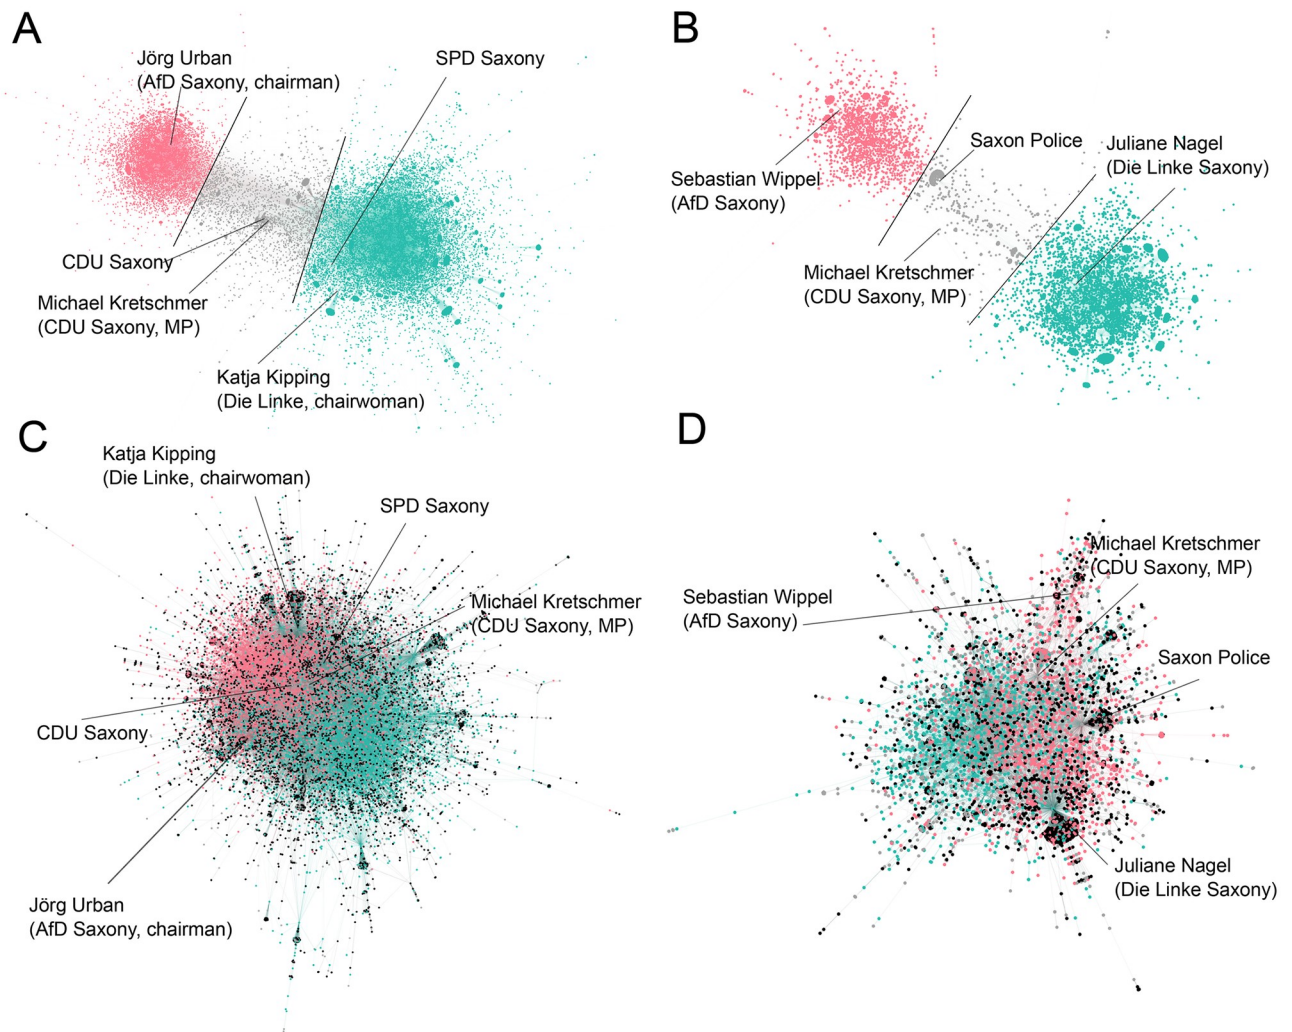 A
Jörg Urban
(AfD Saxony, chairman)
SPD Saxony
CDU Saxony
Michael Kretschmer
(CDU Saxony, MP)
Katja Kipping
(Die Linke, chairwoman)
B
Saxon Police
Juliane Nagel
(Die Linke Saxony)
Sebastian Wippel
(AfD Saxony)
Michael Kretschmer
(CDU Saxony, MP)
C
Katja Kipping
(Die Linke, chairwoman)
SPD Saxony
Michael Kretschmer
(CDU Saxony, MP)
CDU Saxony
Jörg Urban
(AfD Saxony, chairman)
D
Michael Kretschmer
(CDU Saxony, MP)
Sebastian Wippel
(AfD Saxony)
Saxon Police
Juliane Nagel
(Die Linke Saxony)